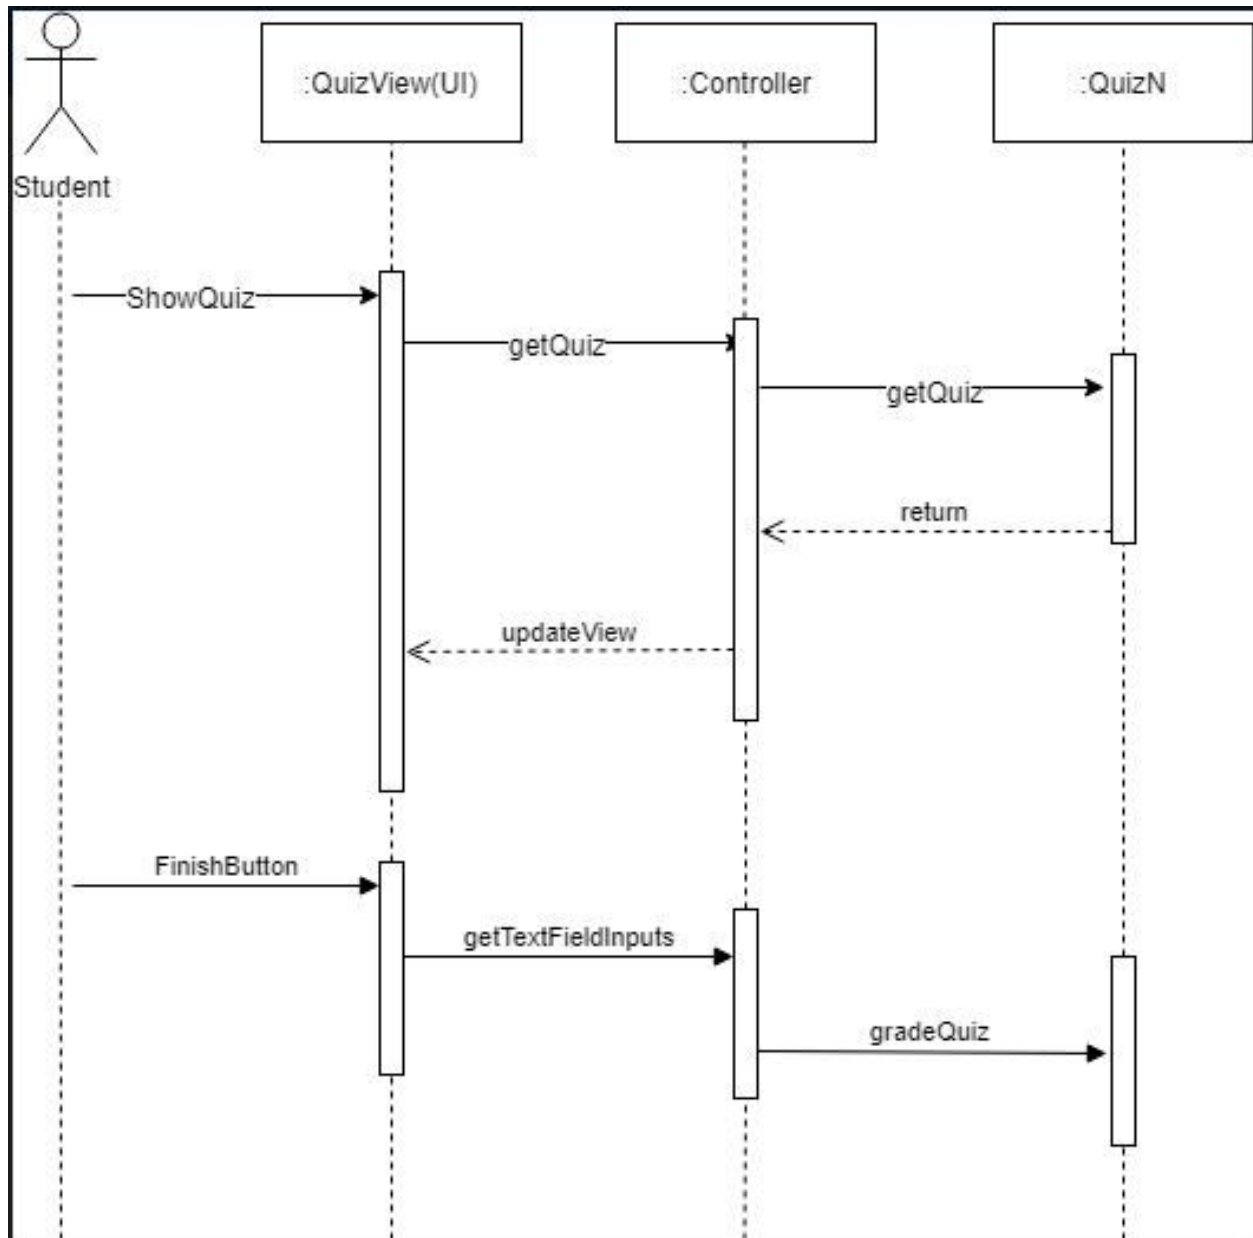 :QuizView(UI)
:Controller
:QuizN
Student
ShowQuiz
getQuiz
getQuiz
return
updateView
FinishButton
getTextFieldInputs
gradeQuiz